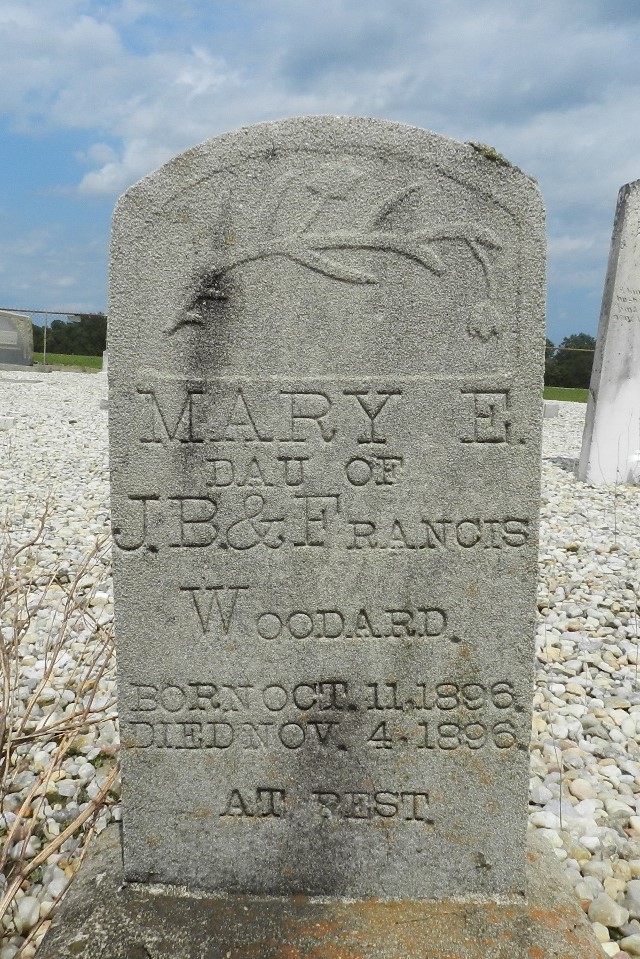 MARY E.
DAU OF
J.B.& FRANCIS
WOODARD.
BORN OCT. 11, 1896.
DIED NOV. 4, 1896.
AT REST.